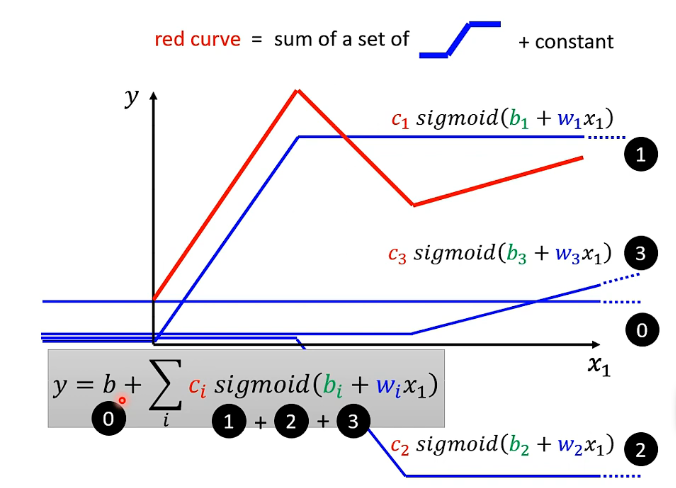 red curve = sum of a set of + constant
y
c₁ sigmoid(b₁ + w₁x₁)
1
c₃ sigmoid(b₃ + w₃x₁)
3
0
x₁
y = b + ∑ᵢ cᵢ sigmoid(bᵢ + wᵢx₁)
0 1 + 2 + 3
c₂ sigmoid(b₂ + w₂x₁)
2